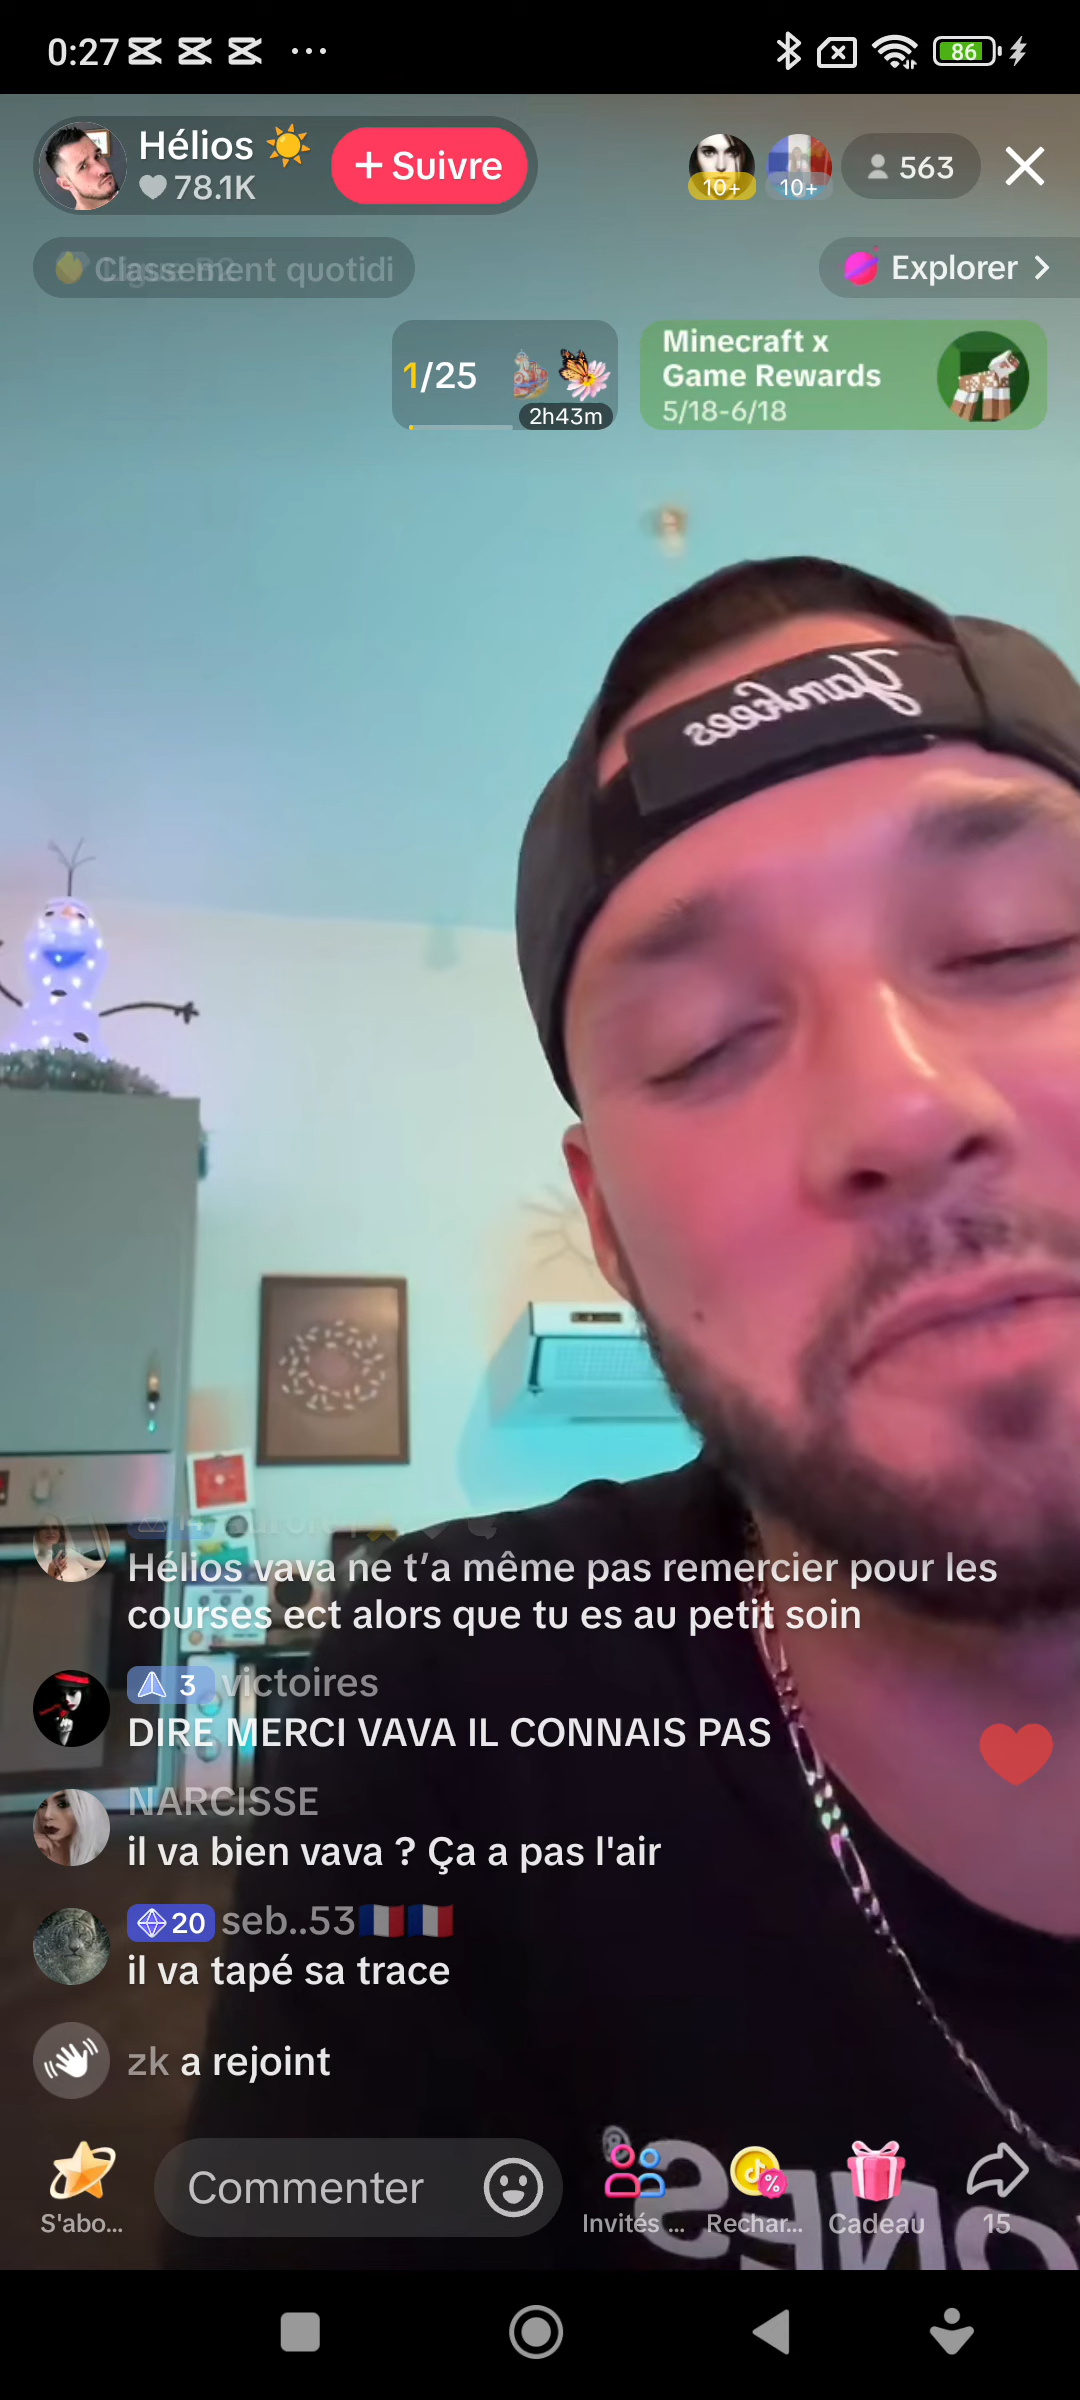 0:27 ... 86
Hélios ☀️
78.1K
+ Suivre
10+
10+
563
Classement quotidi
Explorer >
1/25
2h43m
Minecraft x
Game Rewards
5/18-6/18
Yankees
Hélios vava ne t’a même pas remercier pour les
courses ect alors que tu es au petit soin
3 victoires
DIRE MERCI VAVA IL CONNAIS PAS
NARCISSE
il va bien vava ? Ça a pas l'air
20 seb..53🇫🇷🇫🇷
il va tapé sa trace
zk a rejoint
Commenter
S'abo...
Invités ...
Rechar...
Cadeau
15